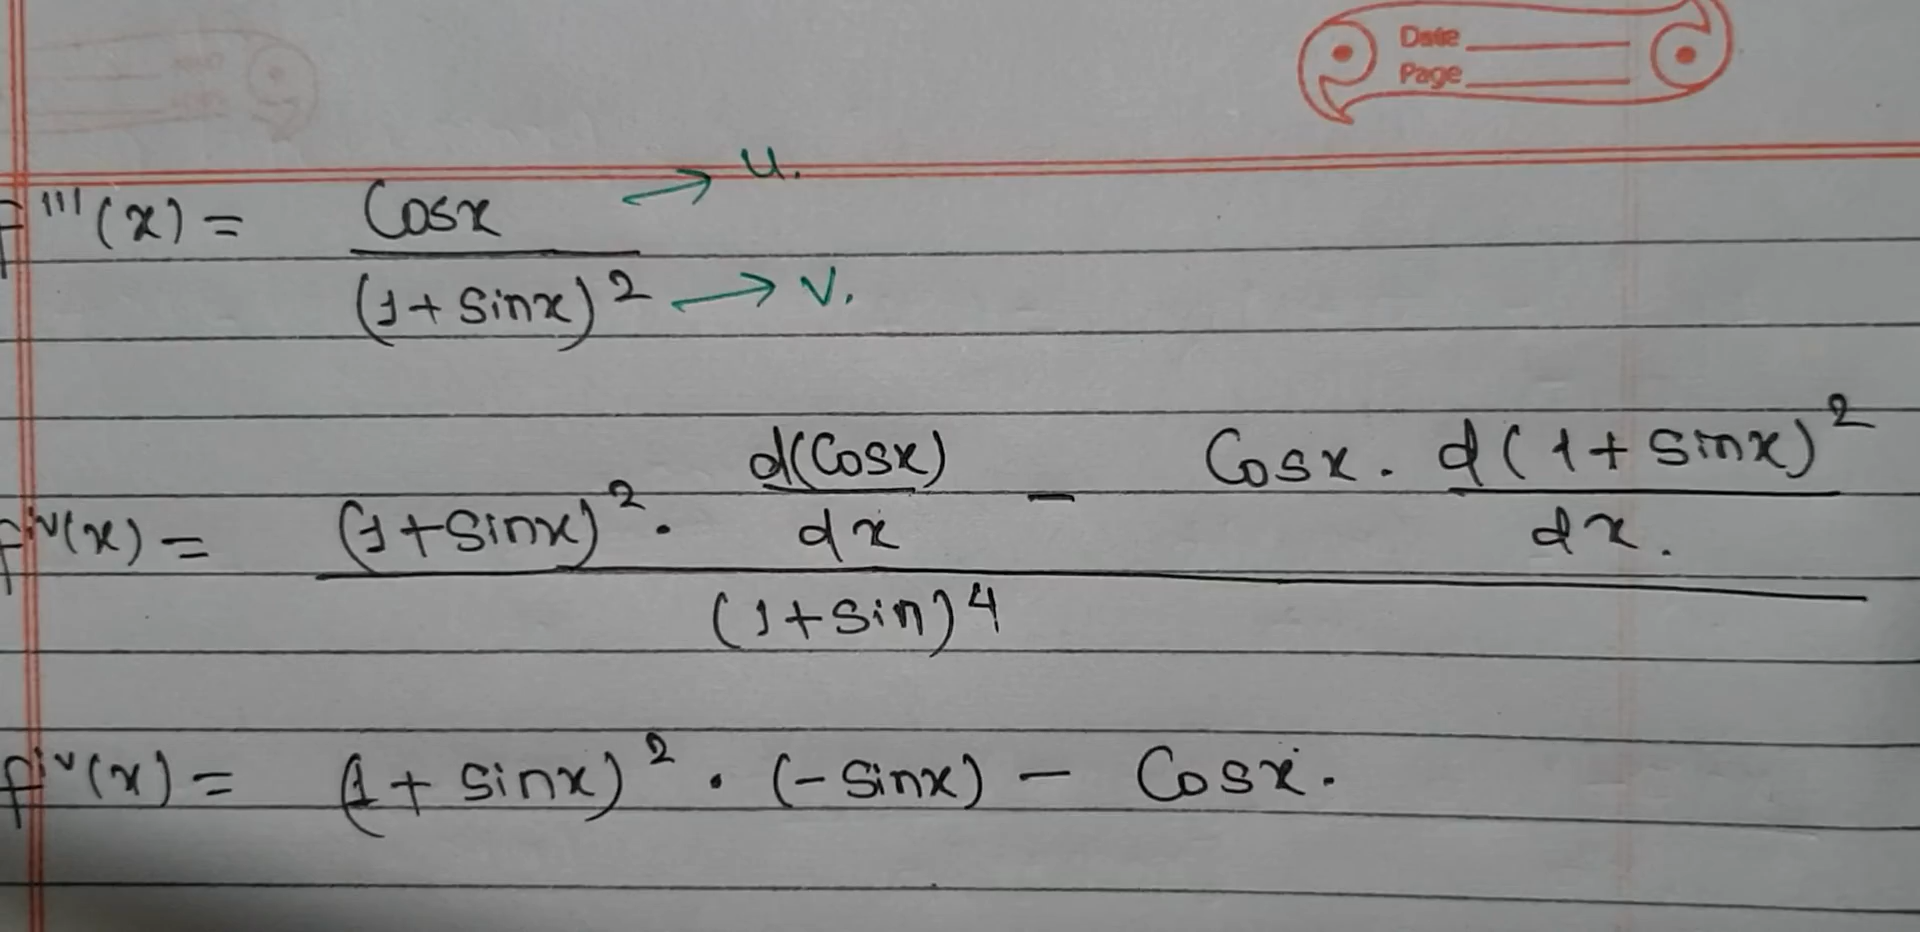 Date
Page
f'''(x) = Cosx → u.
(1 + Sinx)² → v.
d(Cosx) Cosx . d(1 + Sinx)²
f^iv(x) = (1 + Sinx)² . dx - dx.
(1 + Sin)⁴
f^iv(x) = (1 + Sinx)² . (- Sinx) - Cosx .